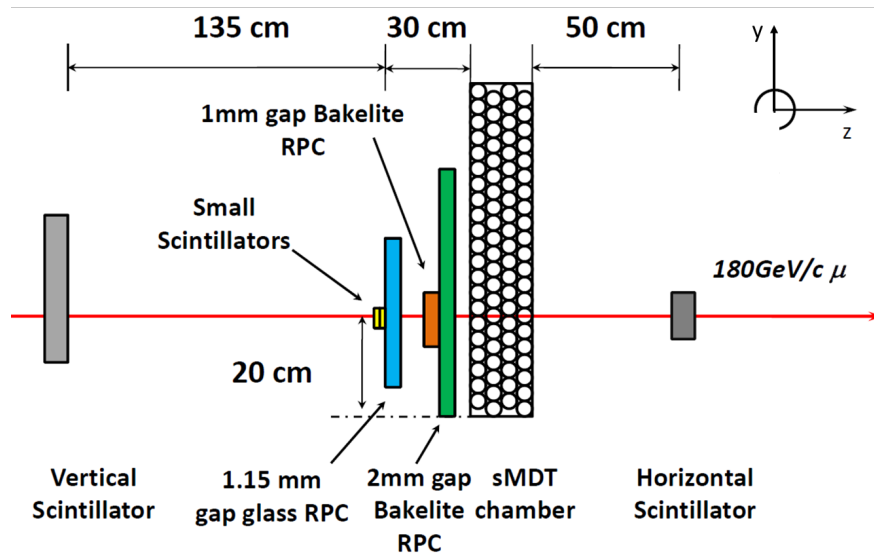 135 cm
30 cm
50 cm
y
z
1mm gap Bakelite
RPC
Small
Scintillators
180GeV/c μ
20 cm
Vertical
Scintillator
1.15 mm
gap glass RPC
2mm gap
Bakelite
RPC
sMDT
chamber
Horizontal
Scintillator